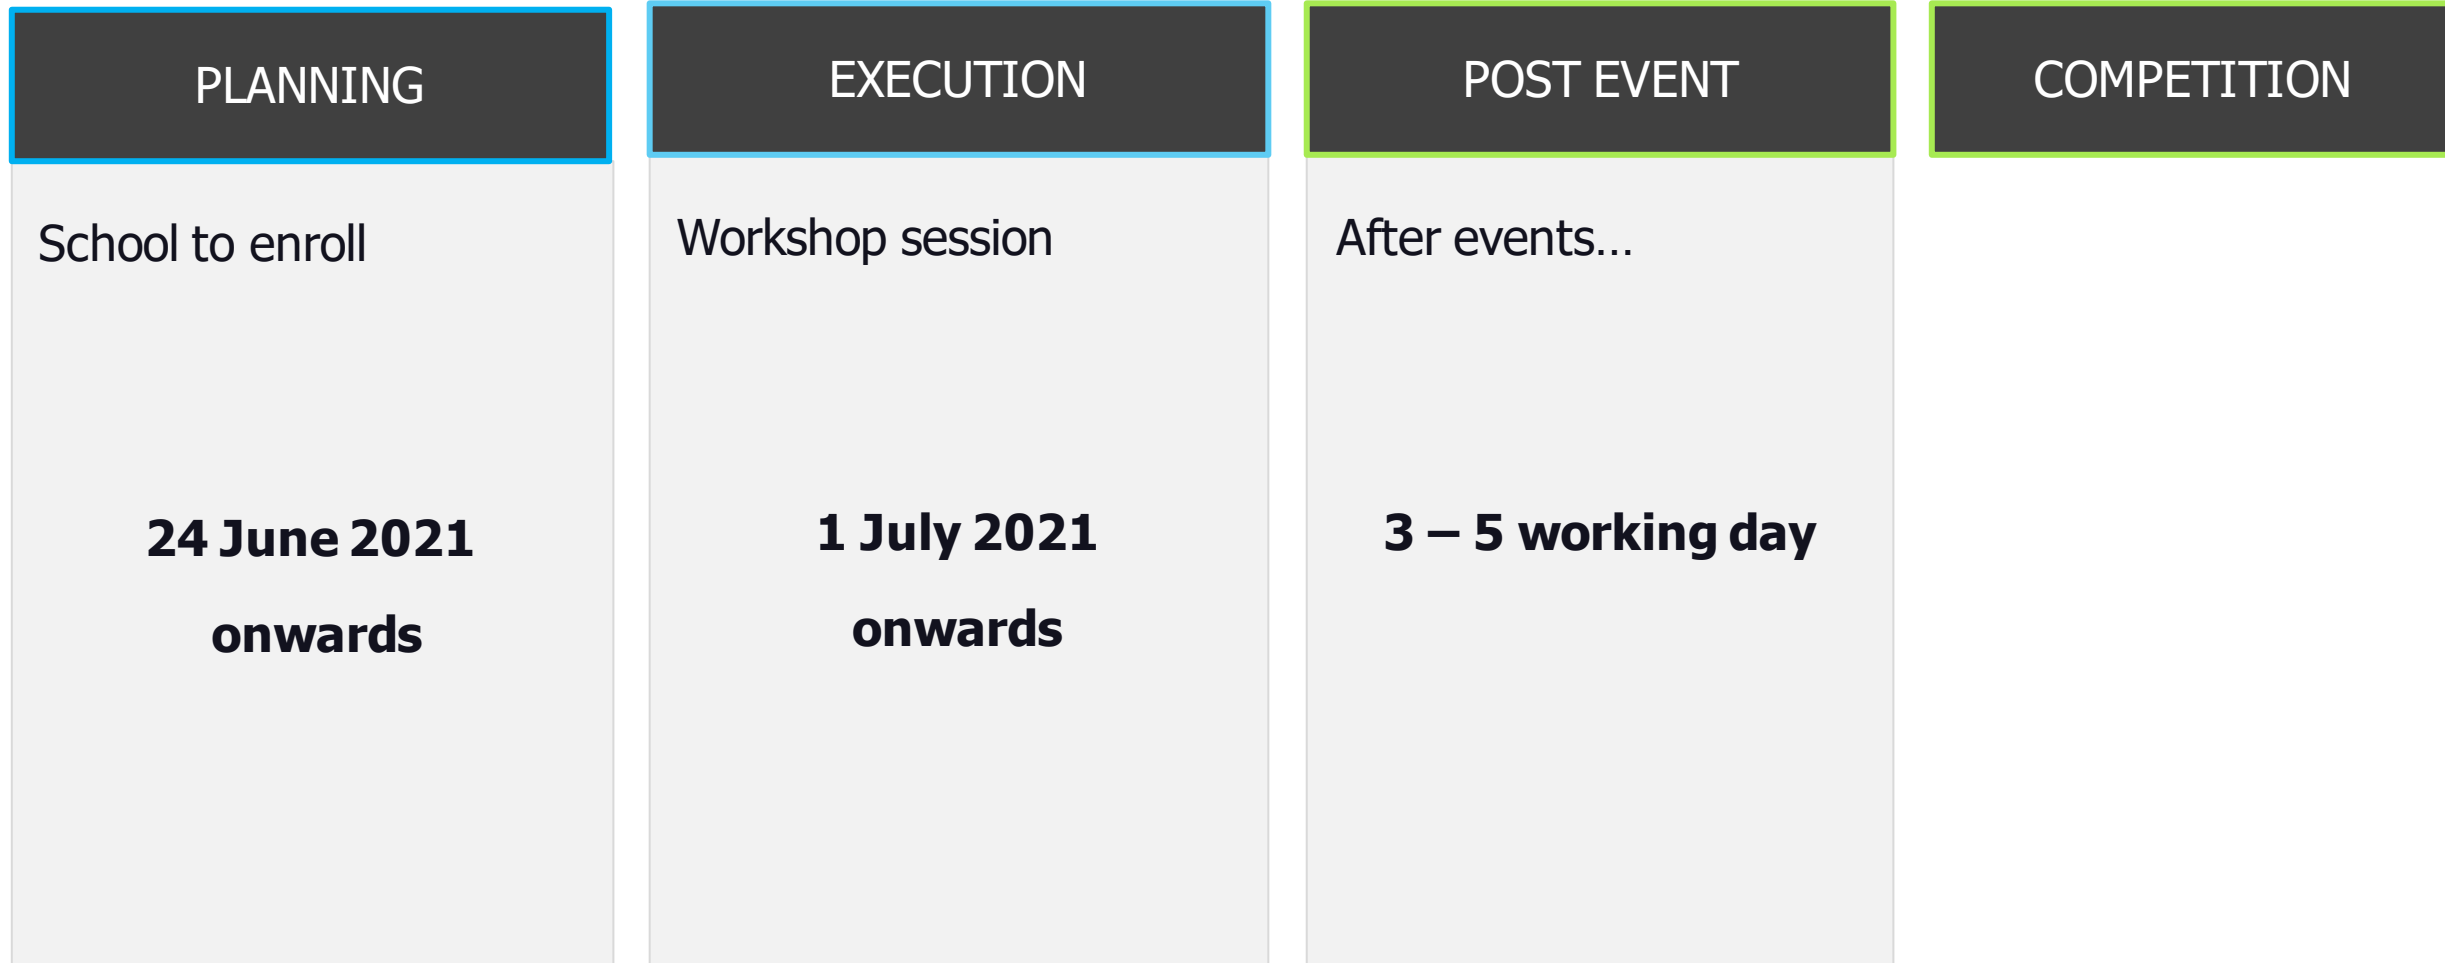 PLANNING
School to enroll
24 June 2021
onwards
EXECUTION
Workshop session
1 July 2021
onwards
POST EVENT
After events...
3 – 5 working day
COMPETITION